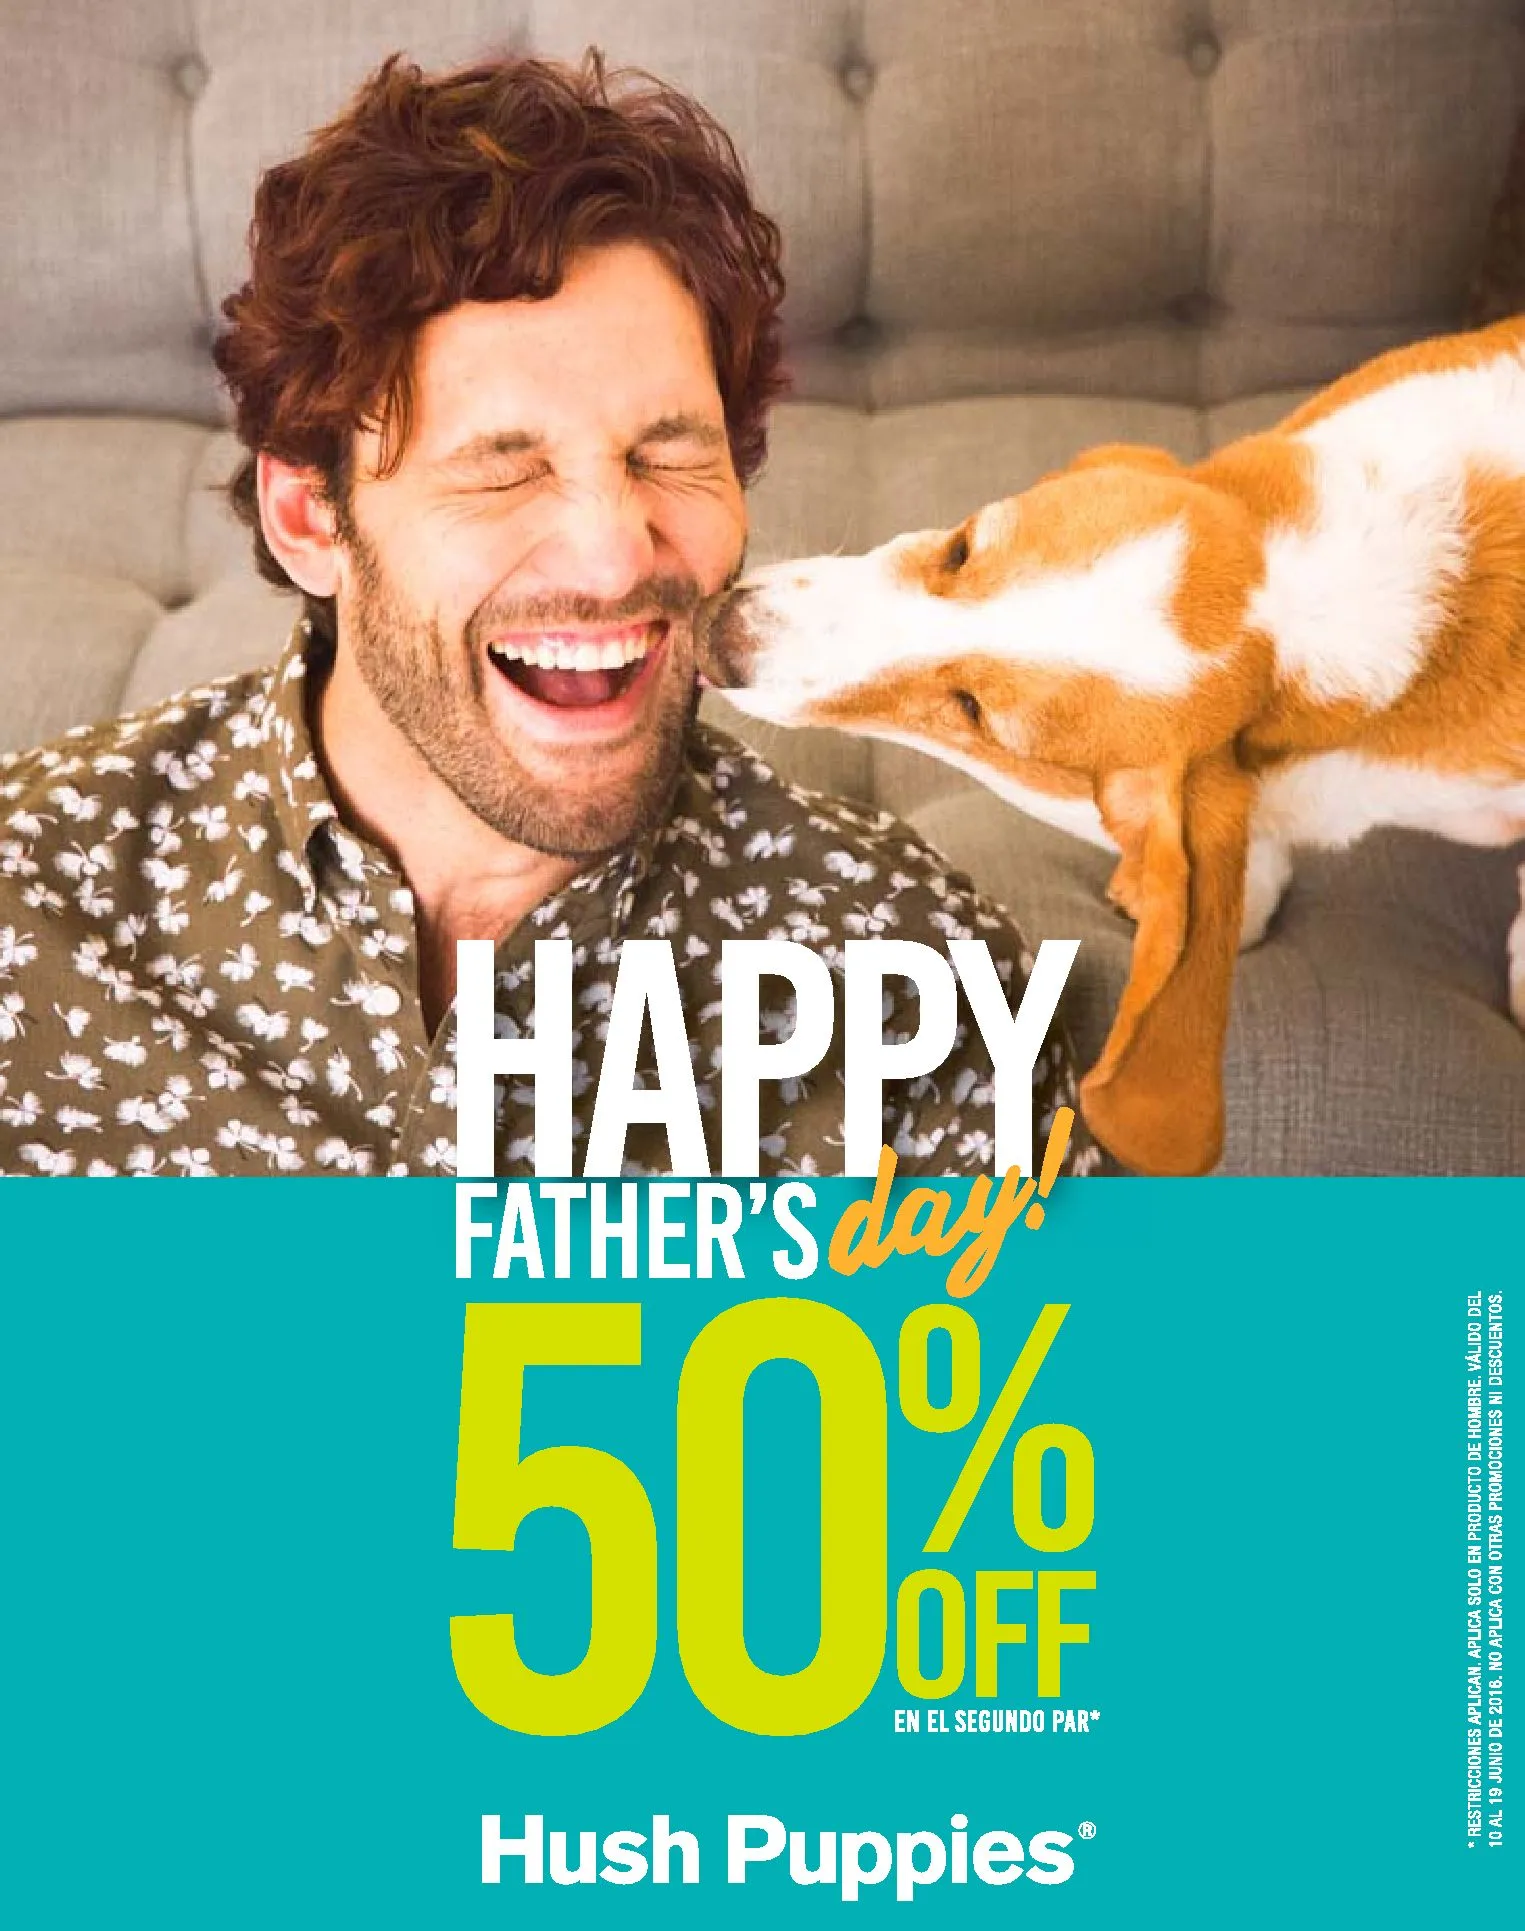 HAPPY
FATHER'S day!
50%
OFF
EN EL SEGUNDO PAR*
Hush Puppies®
* RESTRICCIONES APLICAN. APLICA SOLO EN PRODUCTO DE HOMBRE. VÁLIDO DEL
10 AL 19 JUNIO DE 2016. NO APLICA CON OTRAS PROMOCIONES NI DESCUENTOS.